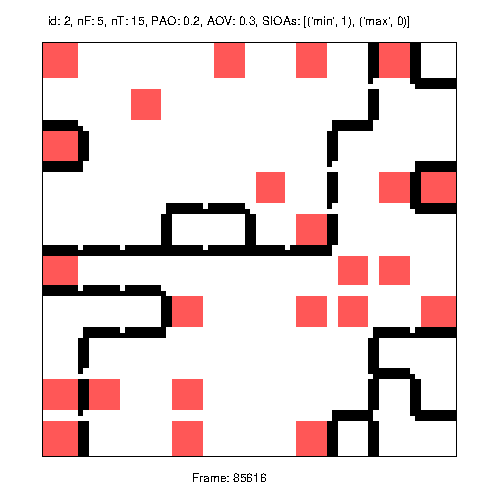 id: 2, nF: 5, nT: 15, PAO: 0.2, AOV: 0.3, SIOAs: [('min', 1), ('max', 0)]
Frame: 85616